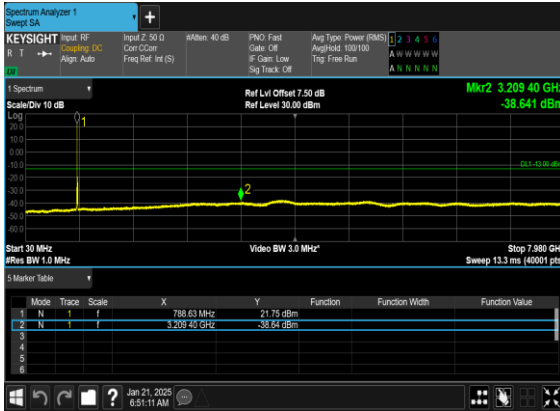 Spectrum Analyzer 1
Swept SA
+
KEYSIGHT Input: RF Input Z: 50 Ω #Atten: 40 dB PNO: Fast Avg Type: Power (RMS) 1 2 3 4 5 6
R T Coupling: DC Corr CCorr Gate: Off Avg|Hold: 100/100 A W W W W W
Align: Auto Freq Ref: Int (S) IF Gain: Low Trig: Free Run
Sig Track: Off A N N N N N
1 Spectrum
Ref Lvl Offset 7.50 dB Mkr2 3.209 40 GHz
Scale/Div 10 dB Ref Level 30.00 dBm -38.641 dBm
Log
1
20.0
10.0
0.00
-10.0
DL1 -13.00 dBm
-20.0
-30.0
2
-40.0
-50.0
-60.0
Start 30 MHz Video BW 3.0 MHz* Stop 7.980 GH
#Res BW 1.0 MHz Sweep 13.3 ms (40001 pts
5 Marker Table
Mode Trace Scale X Y Function Function Width Function Value
1 N 1 f 788.63 MHz 21.75 dBm
2 N 1 f 3.209 40 GHz -38.64 dBm
3
4
5
6
? Jan 21, 2025
6:51:11 AM